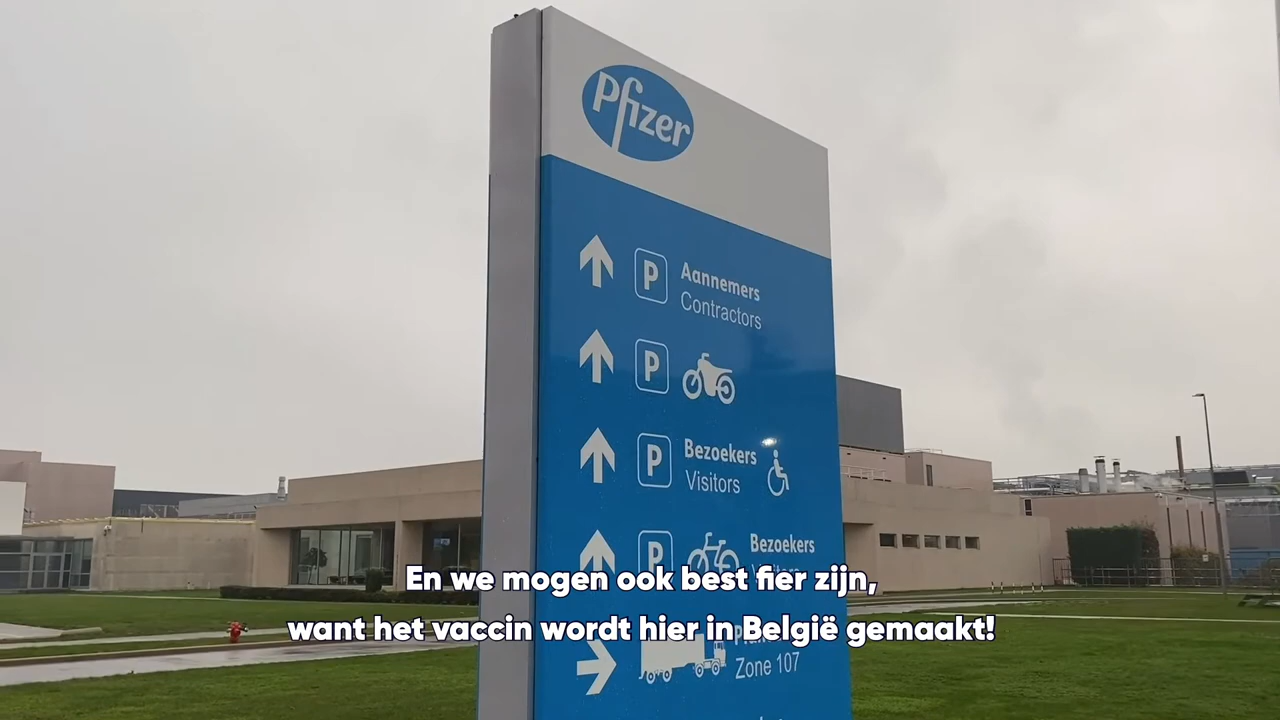 Pfizer
P Aannemers
Contractors
P
P Bezoekers
Visitors
P Bezoekers
En we mogen ook best fier zijn,
want het vaccin wordt hier in België gemaakt!
Zone 107